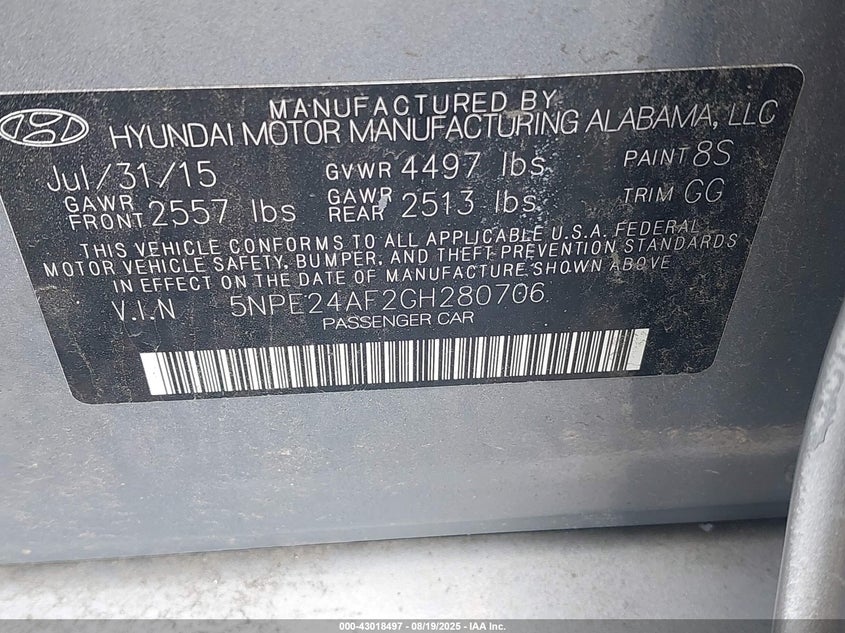 MANUFACTURED BY
HYUNDAI MOTOR MANUFACTURING ALABAMA, LLC
Jul/31/15 GVWR 4497 lbs PAINT 8S
GAWR FRONT 2557 lbs GAWR REAR 2513 lbs TRIM GG
THIS VEHICLE CONFORMS TO ALL APPLICABLE U.S.A. FEDERAL
MOTOR VEHICLE SAFETY, BUMPER, AND THEFT PREVENTION STANDARDS
IN EFFECT ON THE DATE OF MANUFACTURE SHOWN ABOVE
V.I.N 5NPE24AF2GH280706
PASSENGER CAR
000-43018497 - 08/19/2025 - IAA Inc.